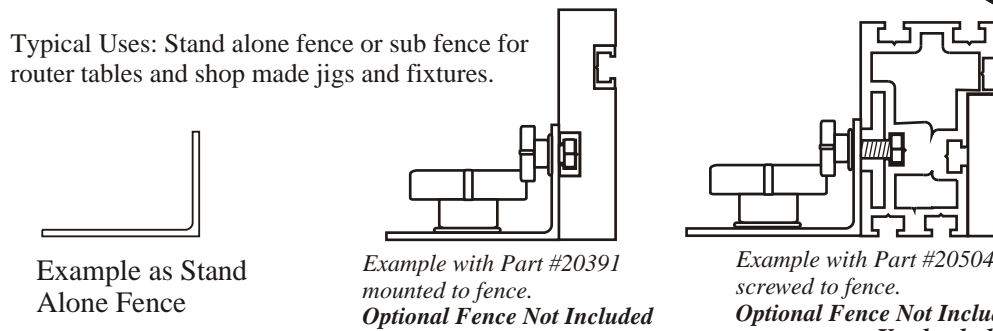 Typical Uses: Stand alone fence or sub fence for
router tables and shop made jigs and fixtures.
Example as Stand
Alone Fence
Example with Part #20391
mounted to fence.
Optional Fence Not Included
Example with Part #20504
screwed to fence.
Optional Fence Not